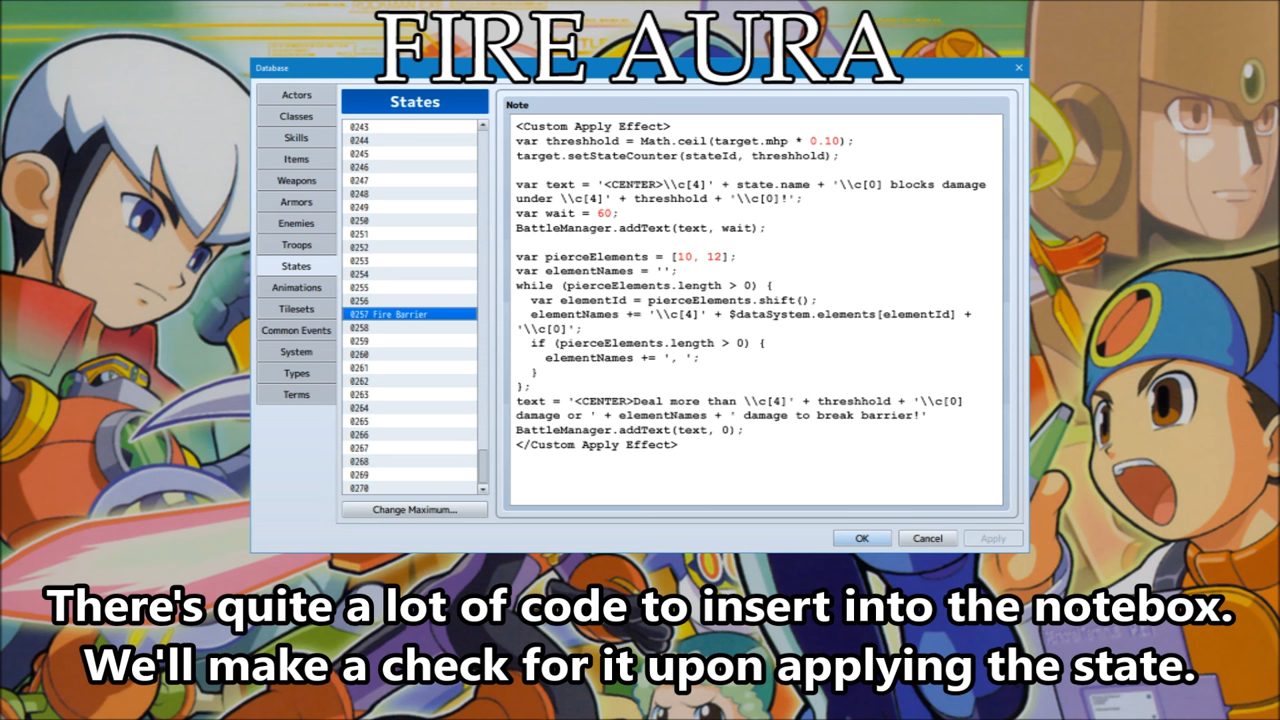 FIRE AURA
Database
Actors
Classes
Skills
Items
Weapons
Armors
Enemies
Troops
States
Animations
Tilesets
Common Events
System
Types
Terms
States
0243
0244
0245
0246
0247
0248
0249
0250
0251
0252
0253
0254
0255
0256
0257 Fire Barrier
0258
0259
0260
0261
0262
0263
0264
0265
0266
0267
0268
0269
0270
Change Maximum...
Note
<Custom Apply Effect>
var threshhold = Math.ceil(target.mhp * 0.10);
target.setStateCounter(stateId, threshhold);
var text = '<CENTER>\\c[4]' + state.name + '\\c[0] blocks damage
under \\c[4]' + threshhold + '\\c[0]!';
var wait = 60;
BattleManager.addText(text, wait);
var pierceElements = [10, 12];
var elementNames = '';
while (pierceElements.length > 0) {
var elementId = pierceElements.shift();
elementNames += '\\c[4]' + $dataSystem.elements[elementId] +
'\\c[0]';
if (pierceElements.length > 0) {
elementNames += ', ';
}
};
text = '<CENTER>Deal more than \\c[4]' + threshhold + '\\c[0]
damage or ' + elementNames + ' damage to break barrier!'
BattleManager.addText(text, 0);
</Custom Apply Effect>
OK
Cancel
Apply
There's quite a lot of code to insert into the notebox.
We'll make a check for it upon applying the state.